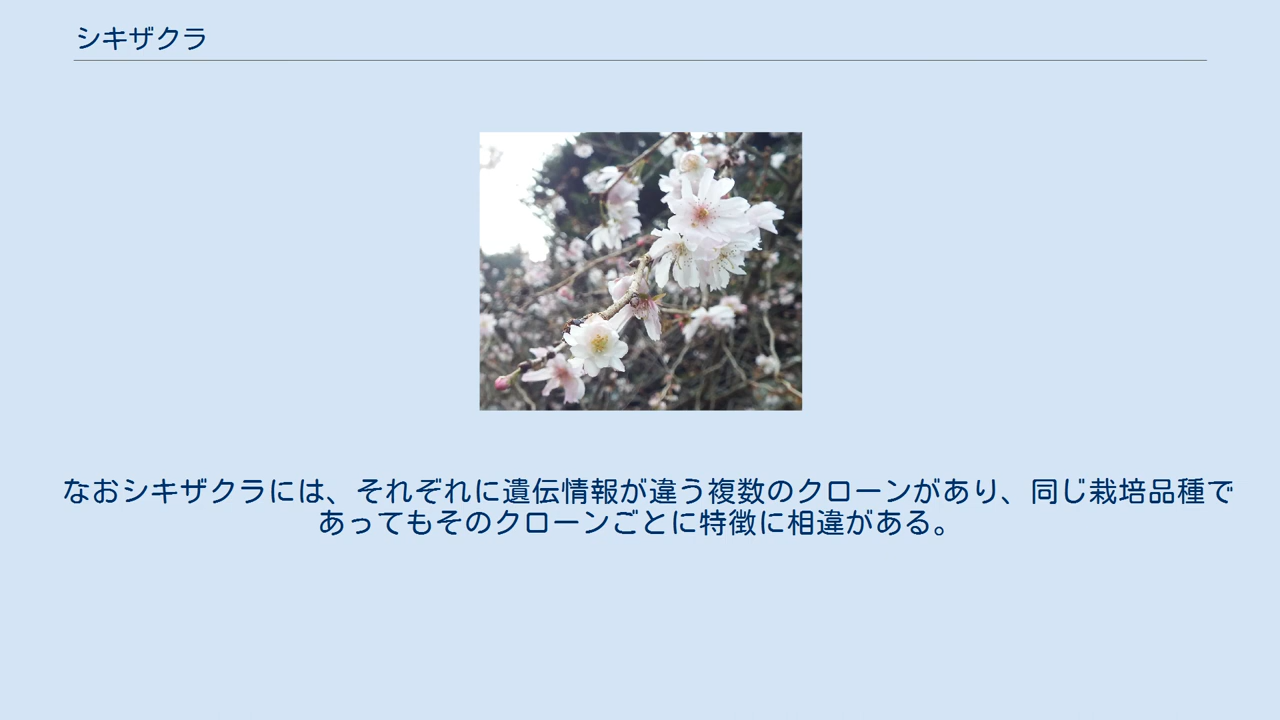 シキザクラ
なおシキザクラには、それぞれに遺伝情報が違う複数のクローンがあり、同じ栽培品種で
あってもそのクローンごとに特徴に相違がある。